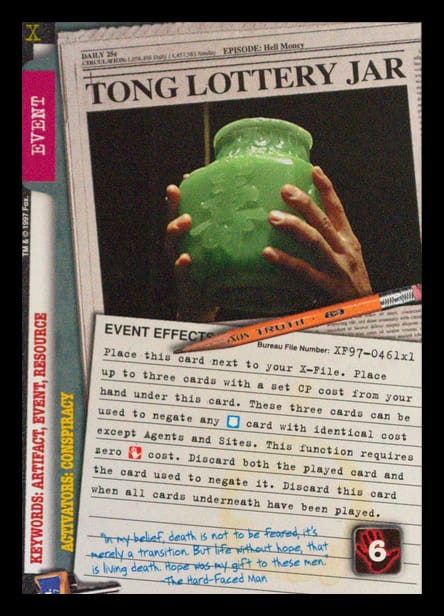 X
EVENT
TM & © 1997 Fox.
KEYWORDS: ARTIFACT, EVENT, RESOURCE
ACTIVATORS: CONSPIRACY
DAILY 25¢
EPISODE: Hell Money
TONG LOTTERY JAR
TRUTH
EVENT EFFECTS
Bureau File Number: XF97-0461x1
Place this card next to your X-File. Place
up to three cards with a set CP cost from your
hand under this card. These three cards can be
used to negate any card with identical cost
except Agents and Sites. This function requires
zero cost. Discard both the played card and
the card used to negate it. Discard this card
when all cards underneath have been played.
"In my belief, death is not to be feared, it's
merely a transition. But life without hope, that
is living death. Hope was my gift to these men."
The Hard-Faced Man
6